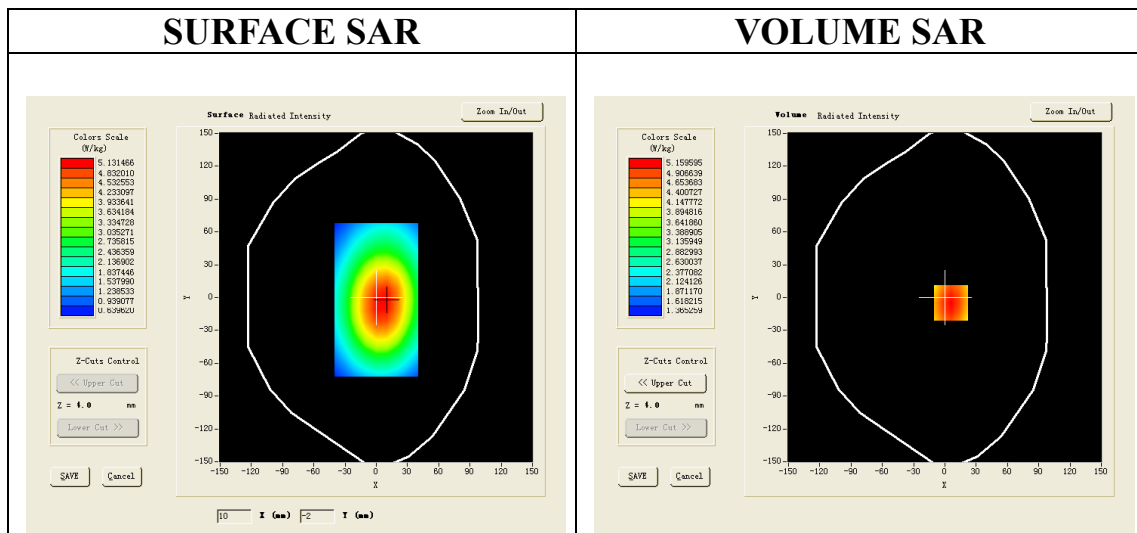 SURFACE SAR
VOLUME SAR
Surface Radiated Intensity
Zoom In/Out
Colors Scale
(W/kg)
5.131466
4.832010
4.532553
4.233097
3.933641
3.634184
3.334728
3.035271
2.735815
2.436359
2.136902
1.837446
1.537990
1.238533
0.939077
0.639620
150
120
90
60
30
0
-30
-60
-90
-120
-150
Y
-150 -120 -90 -60 -30 0 30 60 90 120 150
X
Z-Cuts Control
<< Upper Cut
Z = 4.0 mm
Lower Cut >>
SAVE Cancel
10 X (mm) -2 Y (mm)
Volume Radiated Intensity
Zoom In/Out
Colors Scale
(W/kg)
5.159595
4.906639
4.653683
4.400727
4.147772
3.894816
3.641860
3.388905
3.135949
2.882993
2.630037
2.377082
2.124126
1.871170
1.618215
1.365259
150
120
90
60
30
0
-30
-60
-90
-120
-150
Y
-150 -120 -90 -60 -30 0 30 60 90 120 150
X
Z-Cuts Control
<< Upper Cut
Z = 4.0 mm
Lower Cut >>
SAVE Cancel